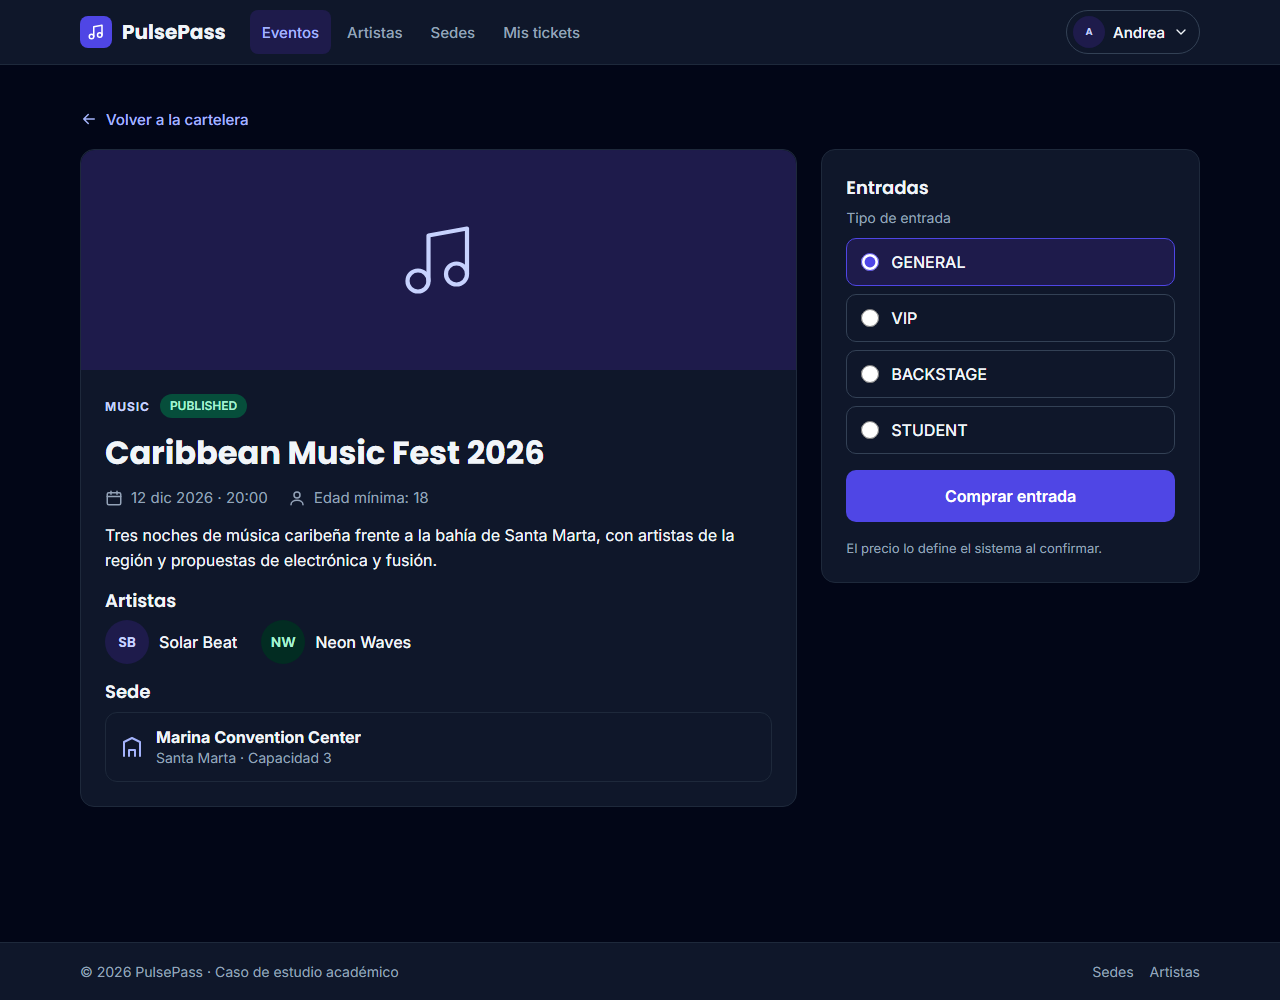 PulsePass
Eventos
Artistas
Sedes
Mis tickets
A
Andrea
Volver a la cartelera
MUSIC
PUBLISHED
Caribbean Music Fest 2026
12 dic 2026 · 20:00
Edad mínima: 18
Tres noches de música caribeña frente a la bahía de Santa Marta, con artistas de la
región y propuestas de electrónica y fusión.
Artistas
SB
Solar Beat
NW
Neon Waves
Sede
Marina Convention Center
Santa Marta · Capacidad 3
Entradas
Tipo de entrada
GENERAL
VIP
BACKSTAGE
STUDENT
Comprar entrada
El precio lo define el sistema al confirmar.
© 2026 PulsePass · Caso de estudio académico
Sedes
Artistas